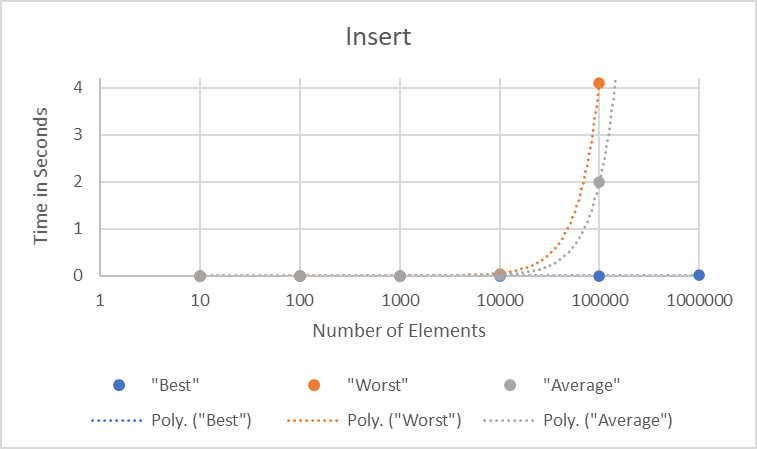 Insert
Time in Seconds
4
3
2
1
0
1 10 100 1000 10000 100000 1000000
Number of Elements
"Best" "Worst" "Average"
Poly. ("Best") Poly. ("Worst") Poly. ("Average")